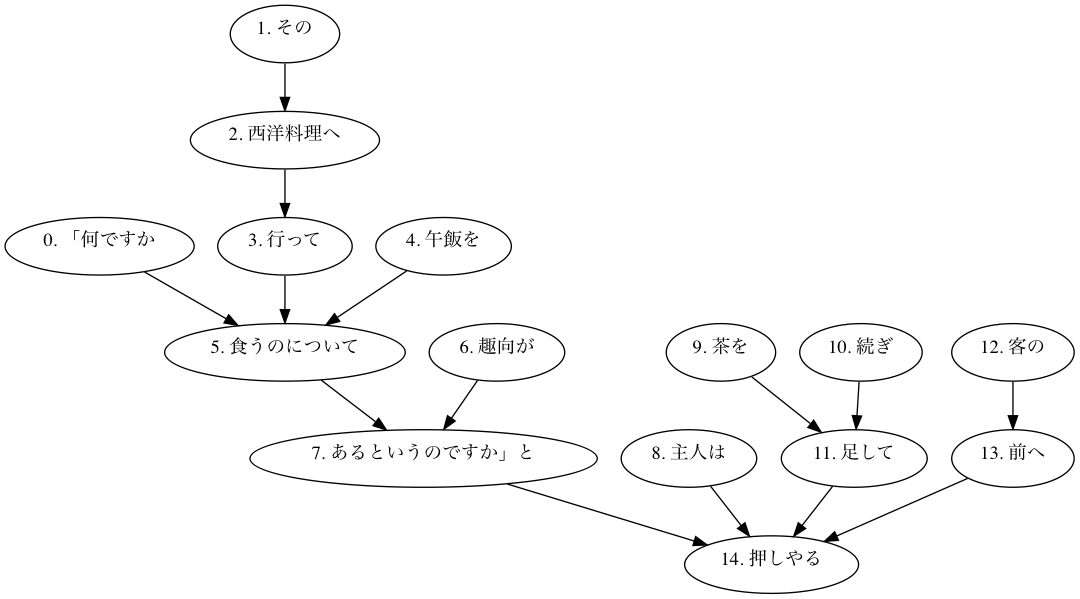 1. その
2. 西洋料理へ
0. 「何ですか
3. 行って
4. 午飯を
5. 食うのについて
6. 趣向が
9. 茶を
10. 続ぎ
12. 客の
7. あるというのですか」と
8. 主人は
11. 足して
13. 前へ
14. 押しやる